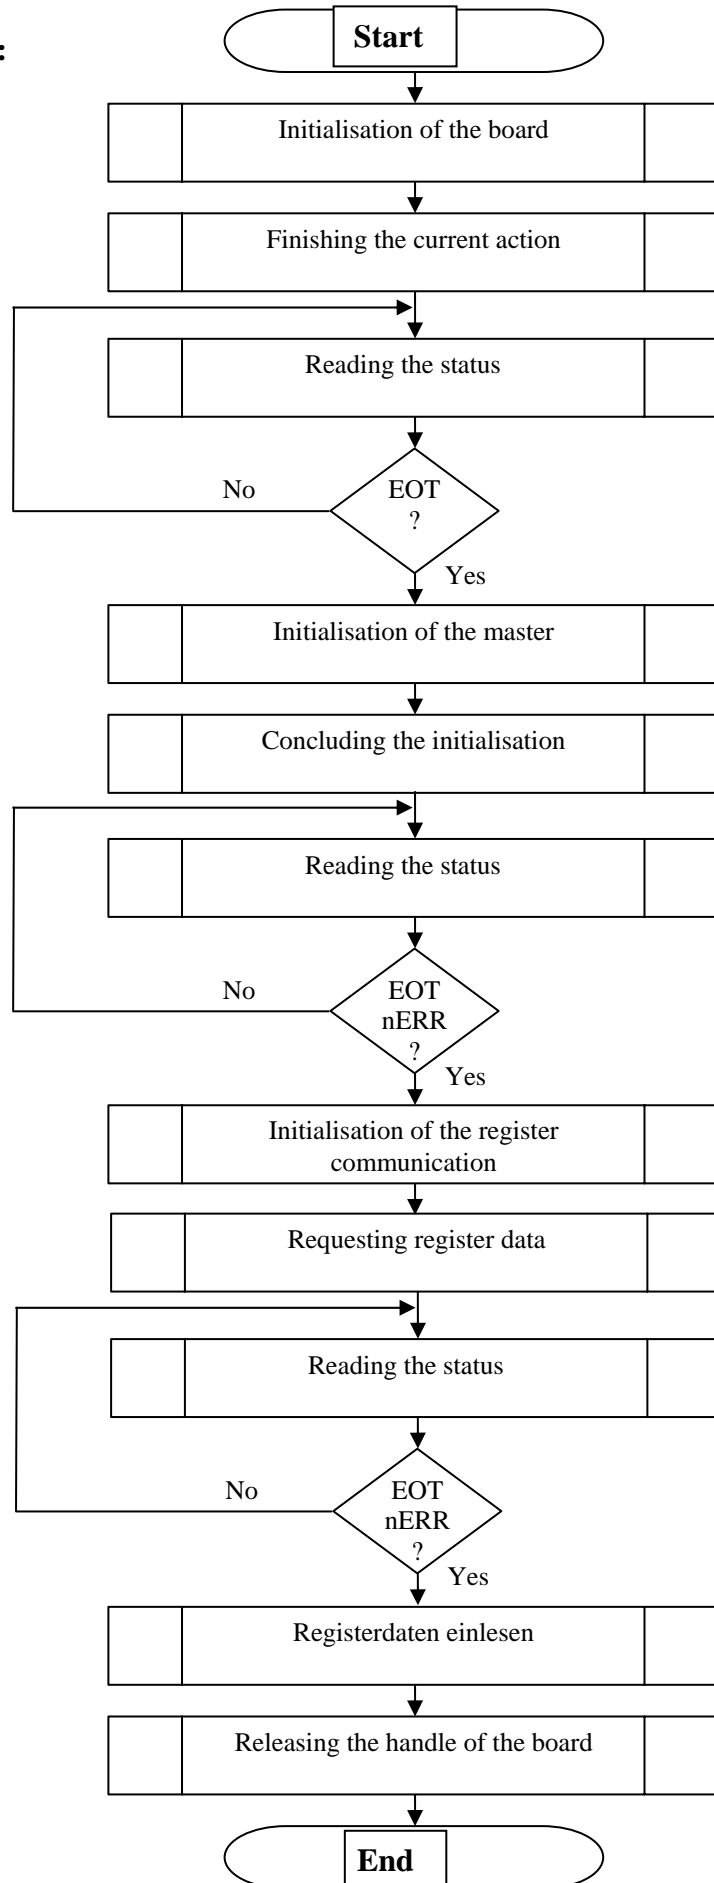 :
Start
Initialisation of the board
Finishing the current action
Reading the status
No
EOT
?
Yes
Initialisation of the master
Concluding the initialisation
Reading the status
No
EOT
nERR
?
Yes
Initialisation of the register
communication
Requesting register data
Reading the status
No
EOT
nERR
?
Yes
Registerdaten einlesen
Releasing the handle of the board
End